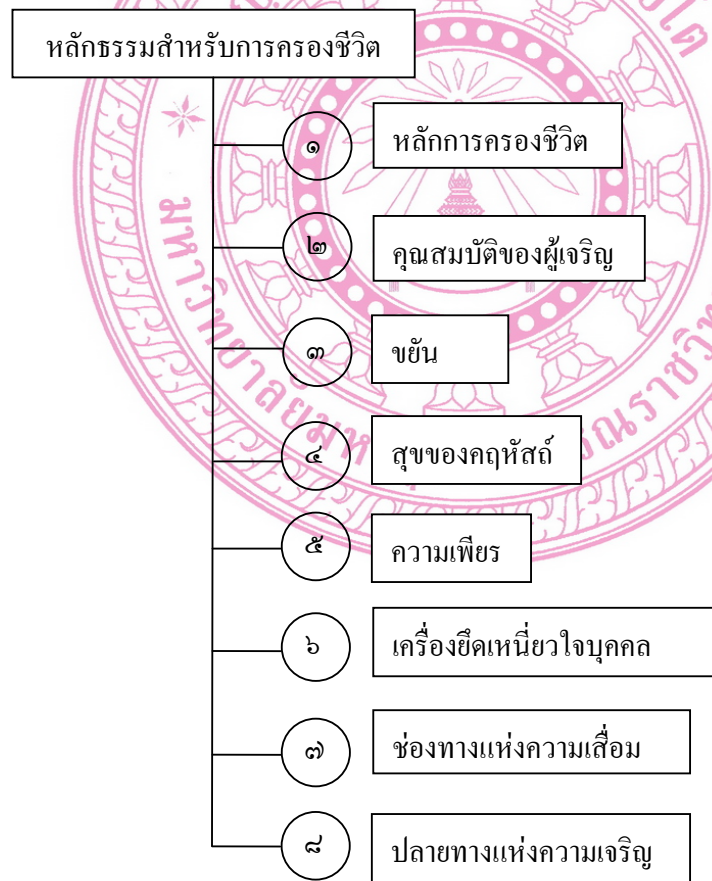 หลักธรรมสำหรับการครองชีวิต
๑ หลักการครองชีวิต
๒ คุณสมบัติของผู้เจริญ
๓ ขยัน
๔ สุขของคฤหัสถ์
๕ ความเพียร
๖ เครื่องยึดเหนี่ยวใจบุคคล
๗ ช่องทางแห่งความเสื่อม
๘ ปลายทางแห่งความเจริญ